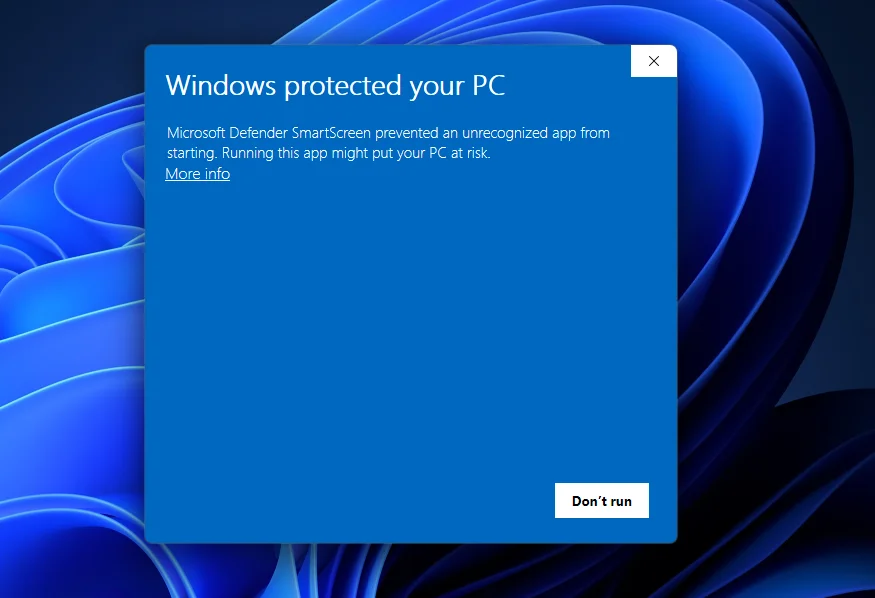 Windows protected your PC
Microsoft Defender SmartScreen prevented an unrecognized app from
starting. Running this app might put your PC at risk.
More info
Don’t run